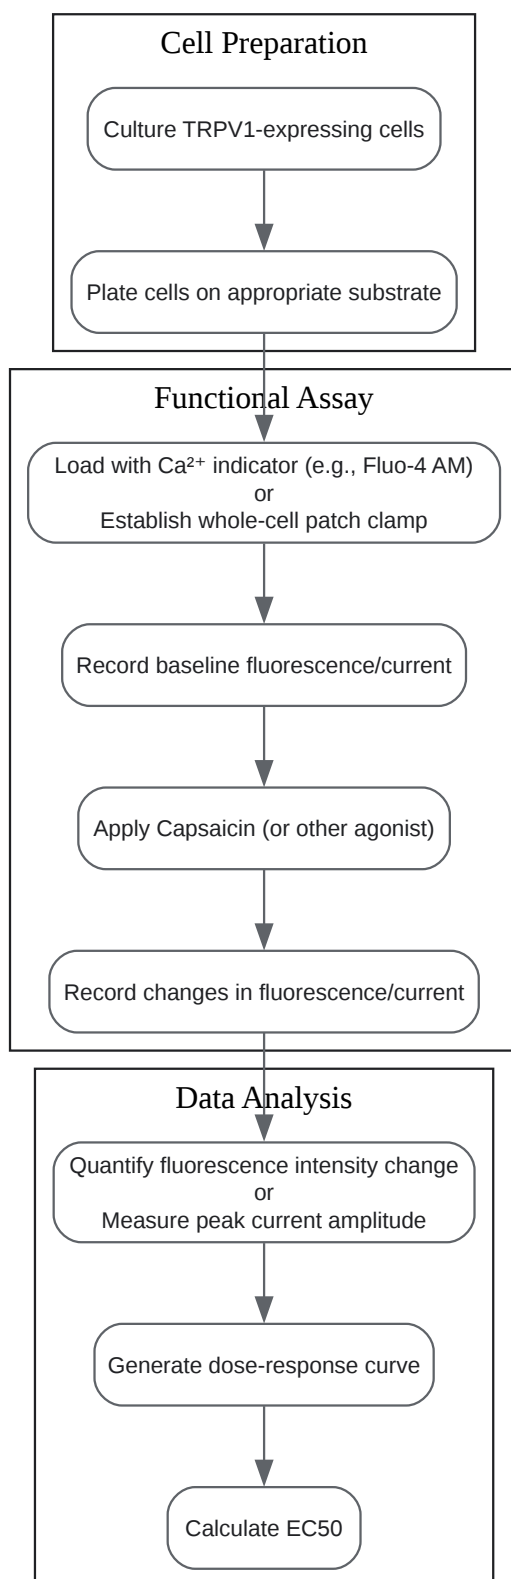 Cell Preparation
Culture TRPV1-expressing cells
Plate cells on appropriate substrate
Functional Assay
Load with Ca²⁺ indicator (e.g., Fluo-4 AM)
or
Establish whole-cell patch clamp
Record baseline fluorescence/current
Apply Capsaicin (or other agonist)
Record changes in fluorescence/current
Data Analysis
Quantify fluorescence intensity change
or
Measure peak current amplitude
Generate dose-response curve
Calculate EC50